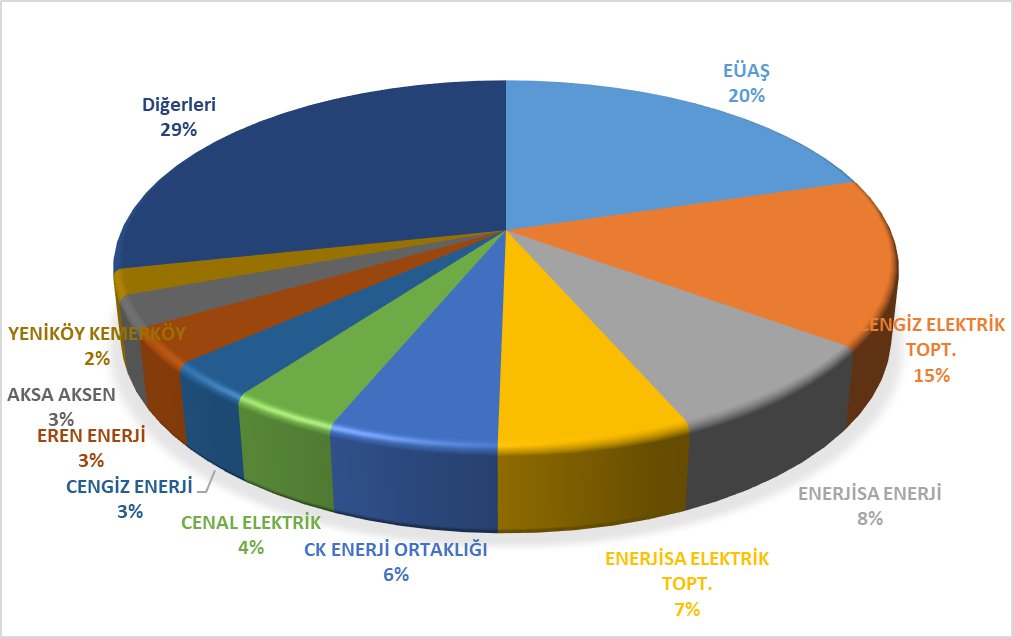 EÜAŞ
20%
CENGİZ ELEKTRİK
TOPT.
15%
ENERJİSA ENERJİ
8%
ENERJİSA ELEKTRİK
TOPT.
7%
CK ENERJİ ORTAKLIĞI
6%
CENAL ELEKTRİK
4%
CENGİZ ENERJİ
3%
EREN ENERJİ
3%
AKSA AKSEN
3%
YENİKÖY KEMERKÖY
2%
Diğerleri
29%